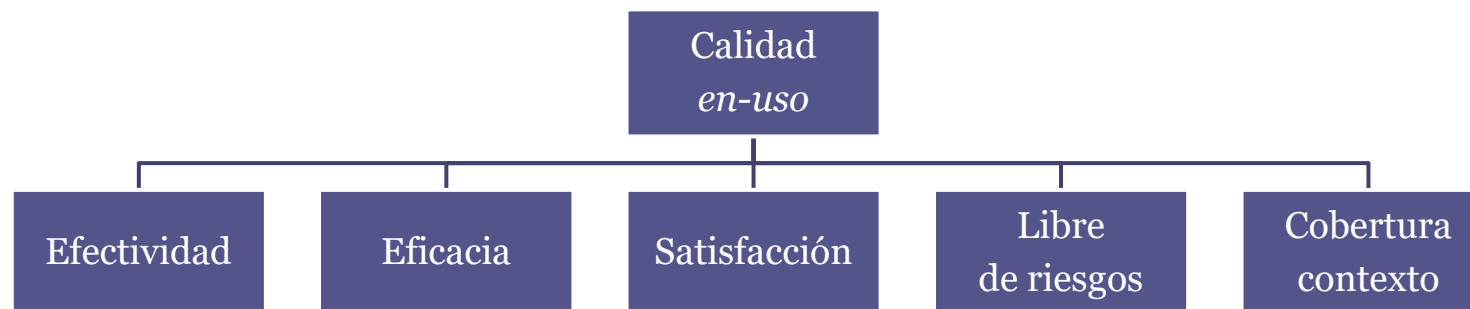 Calidad
en-uso
Efectividad
Eficacia
Satisfacción
Libre
de riesgos
Cobertura
contexto